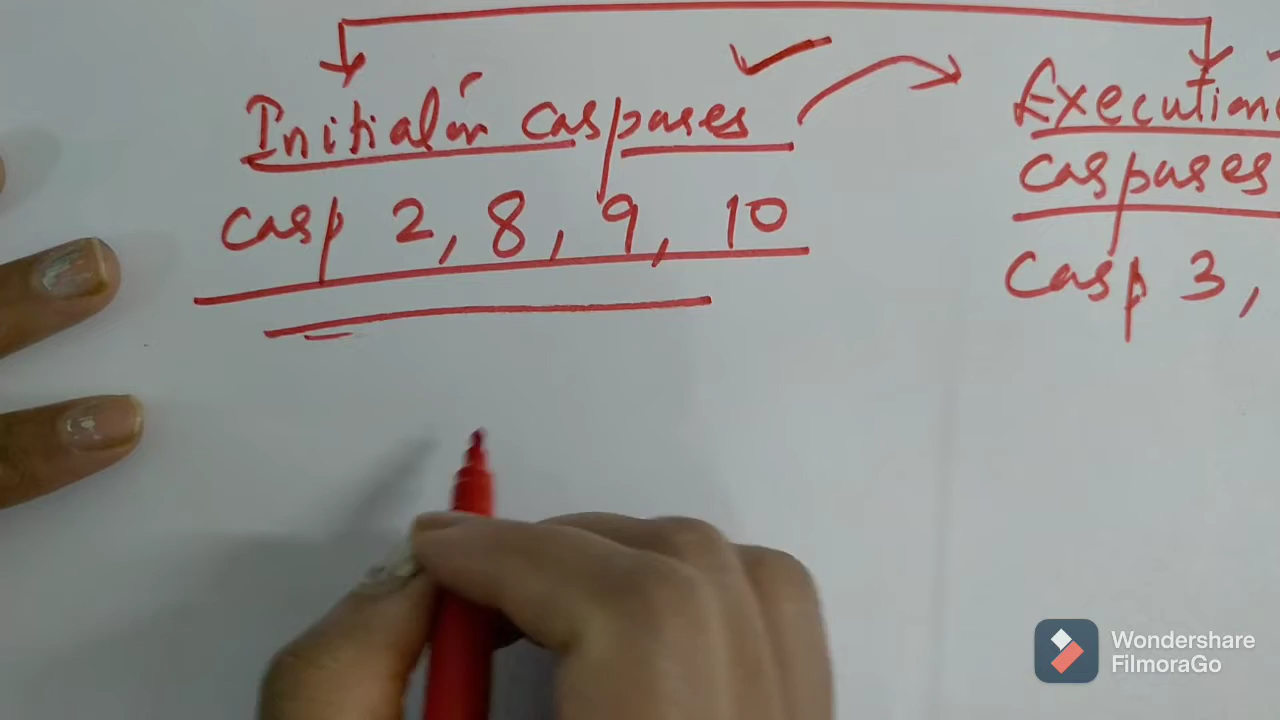 Initiator Caspases
Casp 2, 8, 9, 10
Execution
Caspases
Casp 3,
Wondershare
FilmoraGo